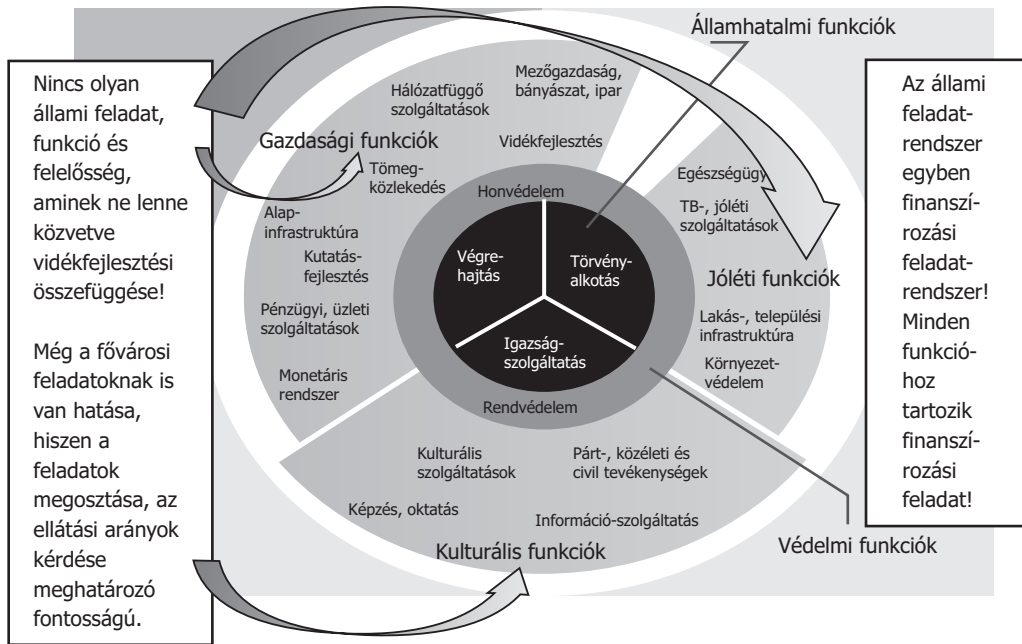 Nincs olyan
állami feladat,
funkció és
felelősség,
aminek ne lenne
közvetve
vidékfejlesztési
összefüggése!
Még a fővárosi
feladatoknak is
van hatása,
hiszen a
feladatok
megosztása, az
ellátási arányok
kérdése
meghatározó
fontosságú.
Államhatalmi funkciók
Mezőgazdaság,
bányászat, ipar
Hálózatfüggő
szolgáltatások
Gazdasági funkciók
Vidékfejlesztés
Tömeg-
közlekedés
Alap-
infrastruktúra
Kutatás-
fejlesztés
Pénzügyi, üzleti
szolgáltatások
Monetáris
rendszer
Honvédelem
Végre-
hajtás
Törvény-
alkotás
Igazság-
szolgáltatás
Rendvédelem
Egészségügy
TB-, jóléti
szolgáltatások
Jóléti funkciók
Lakás-, települési
infrastruktúra
Környezet-
védelem
Kulturális
szolgáltatások
Párt-, közéleti és
civil tevékenységek
Képzés, oktatás
Információ-szolgáltatás
Kulturális funkciók
Védelmi funkciók
Az állami
feladat-
rendszer
egyben
finanszí-
rozási
feladat-
rendszer!
Minden
funkció-
hoz
tartozik
finanszí-
rozási
feladat!